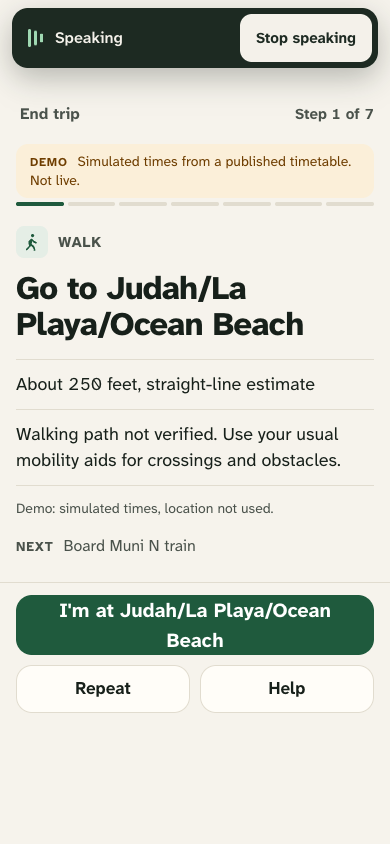 Speaking
Stop speaking
End trip
Step 1 of 7
DEMO Simulated times from a published timetable.
Not live.
WALK
Go to Judah/La
Playa/Ocean Beach
About 250 feet, straight-line estimate
Walking path not verified. Use your usual
mobility aids for crossings and obstacles.
Demo: simulated times, location not used.
NEXT Board Muni N train
I'm at Judah/La Playa/Ocean
Beach
Repeat
Help